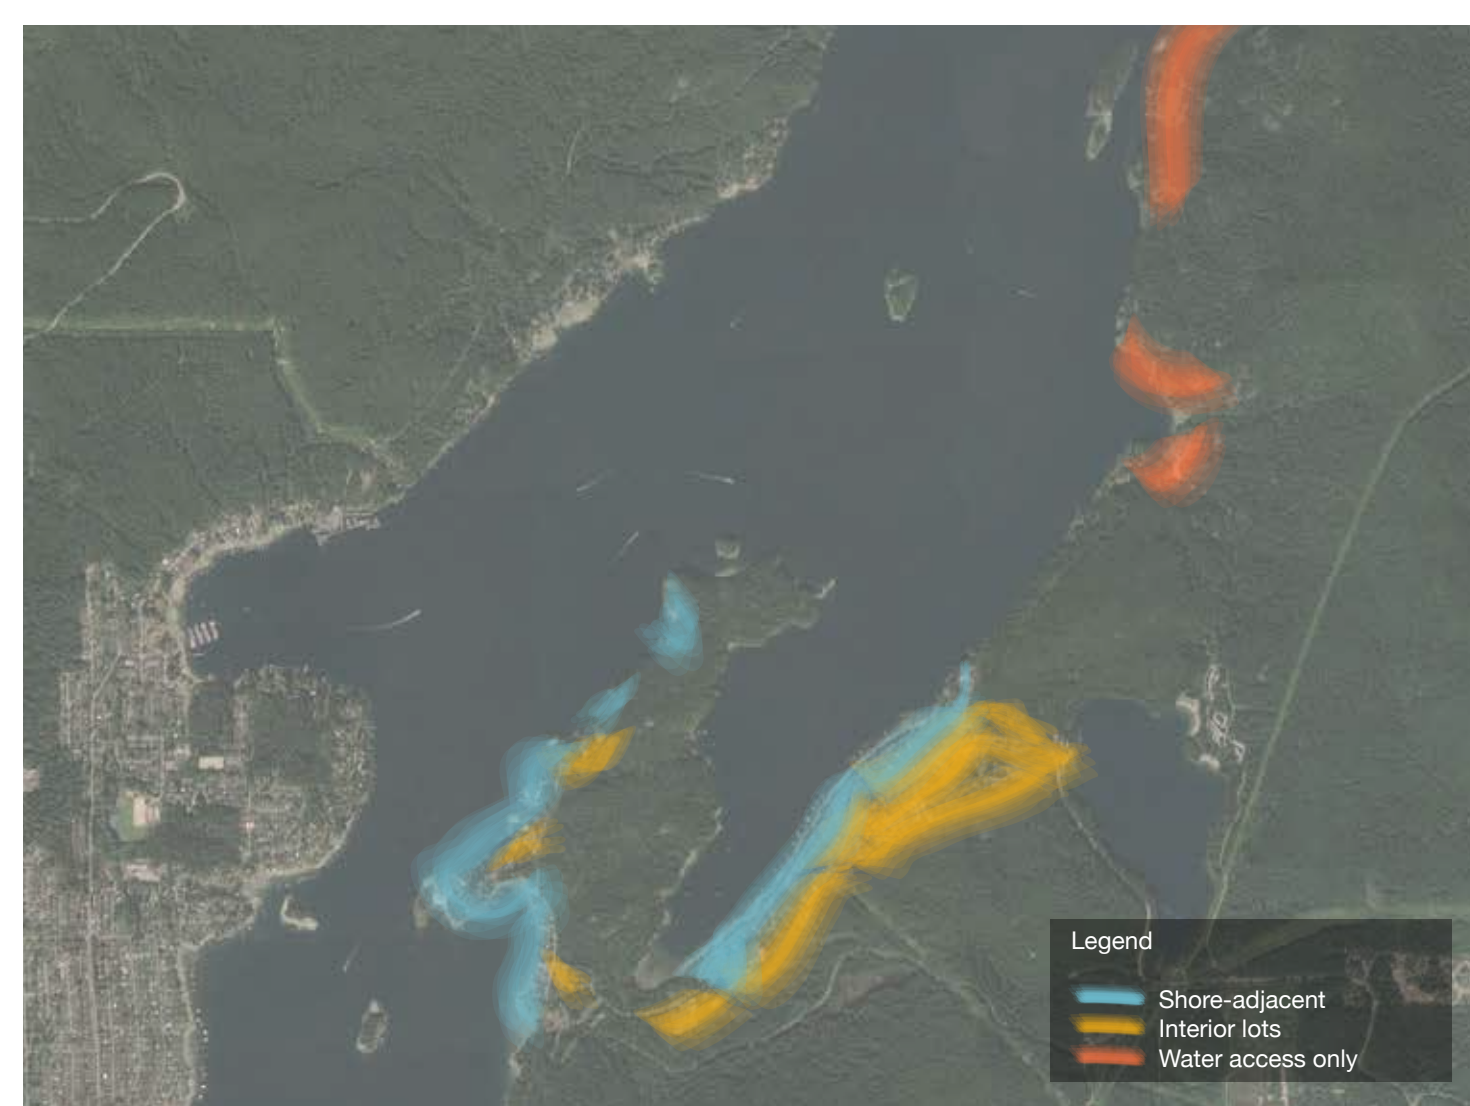 Legend
Shore-adjacent
Interior lots
Water access only